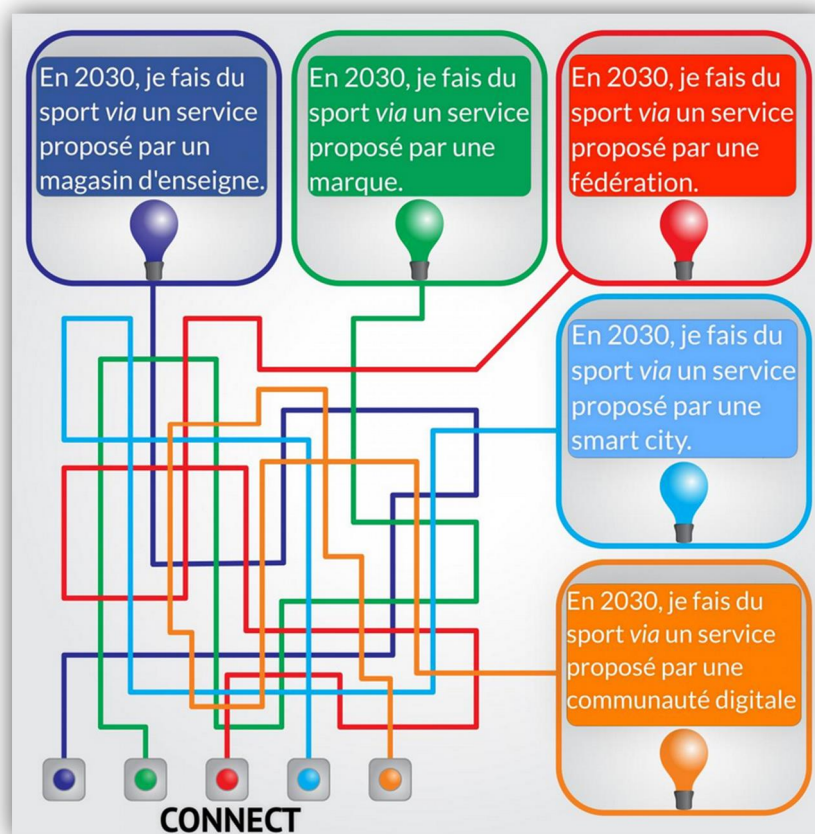 En 2030, je fais du
sport via un service
proposé par un
magasin d'enseigne.
En 2030, je fais du
sport via un service
proposé par une
marque.
En 2030, je fais du
sport via un service
proposé par une
fédération.
En 2030, je fais du
sport via un service
proposé par une
smart city.
En 2030, je fais du
sport via un service
proposé par une
communauté digitale
CONNECT